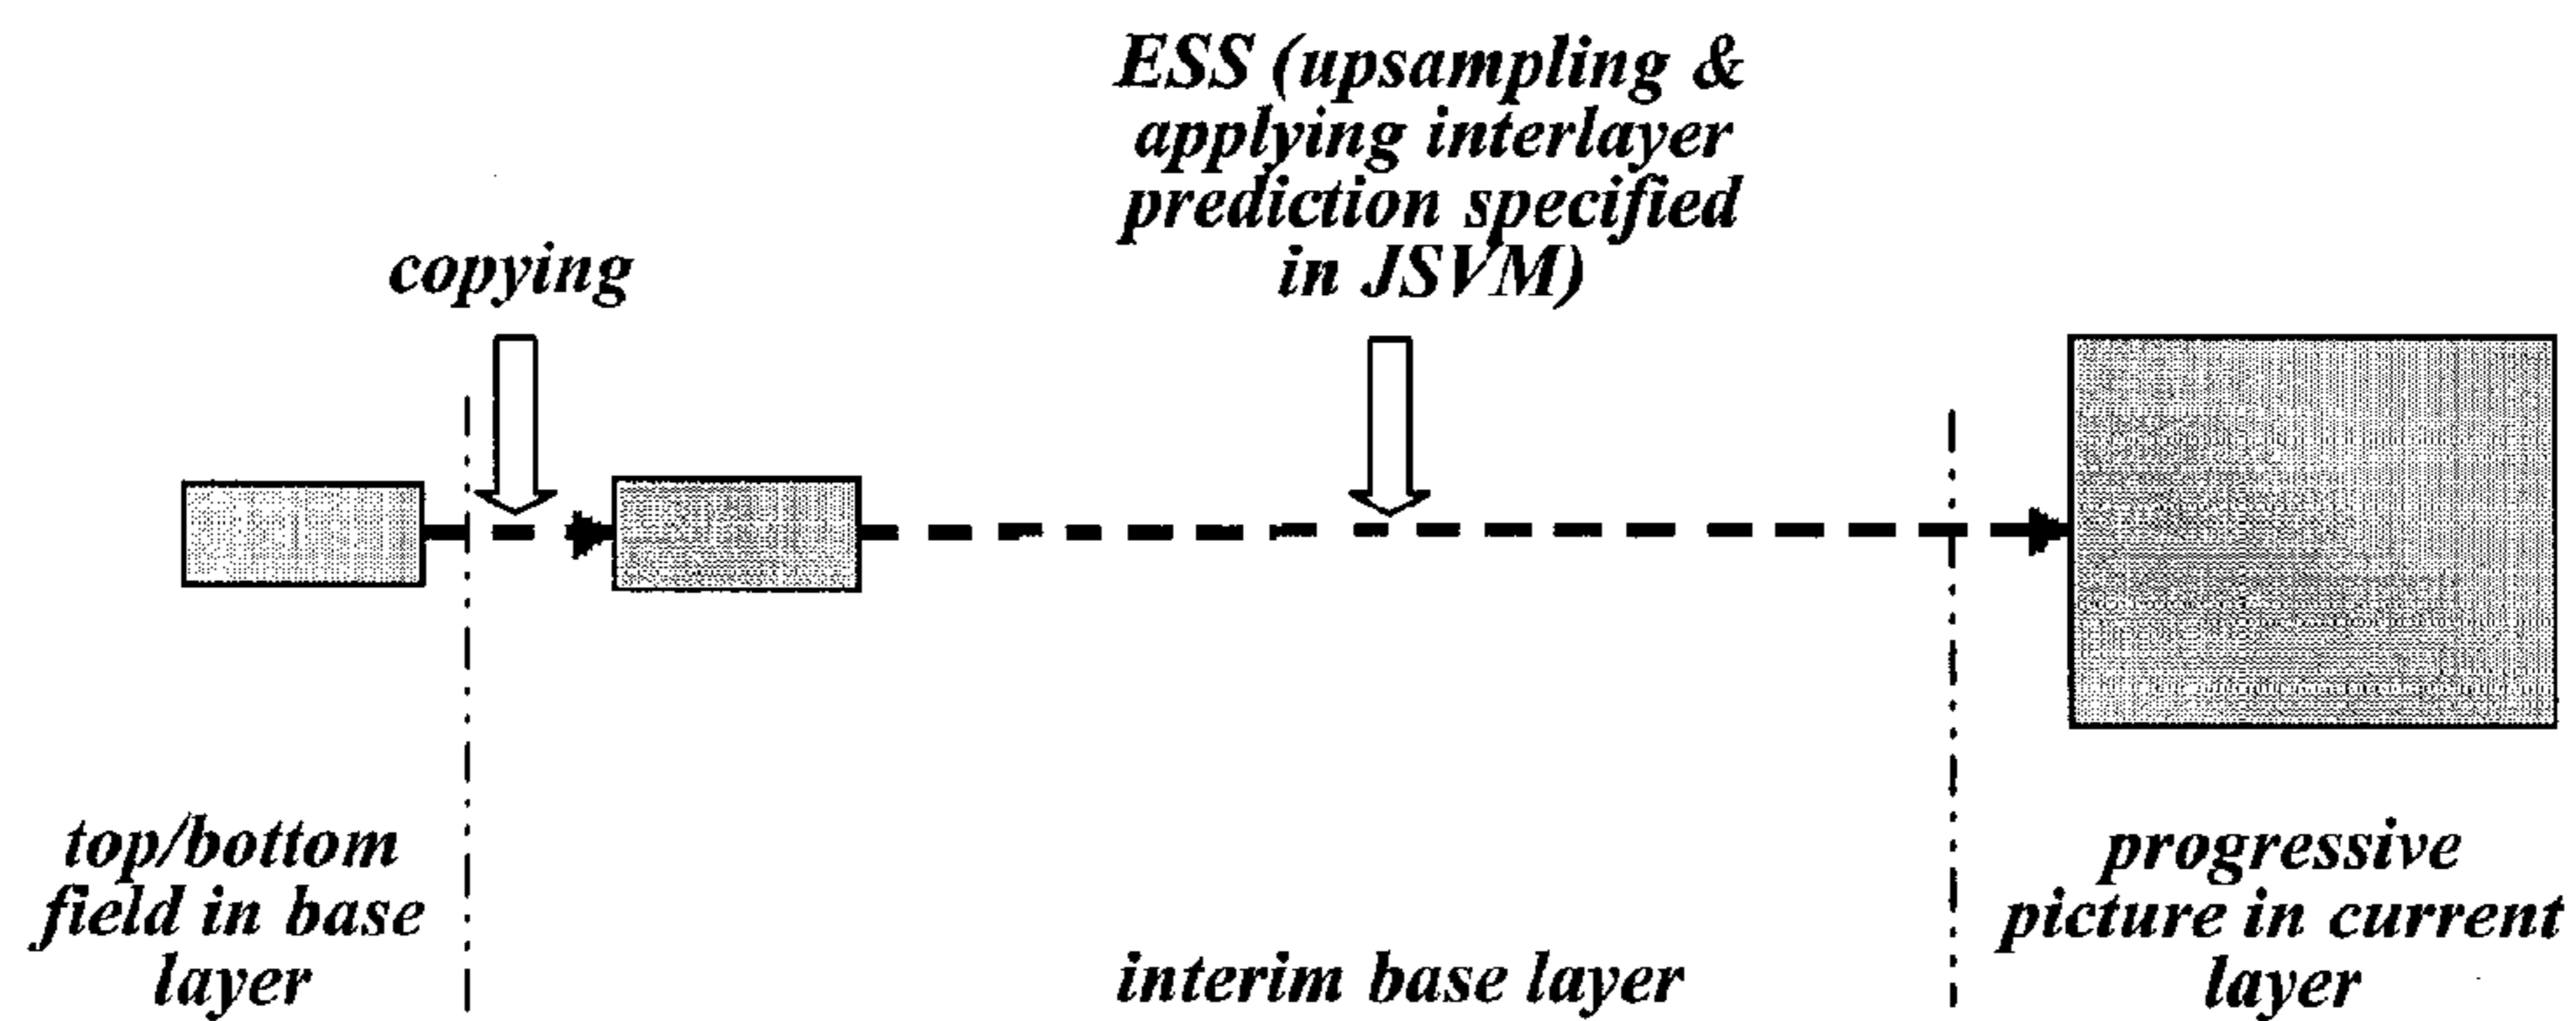 ESS (upsampling &
applying interlayer
prediction specified
in JSVM)
copying
top/bottom
field in base
layer
interim base layer
progressive
picture in current
layer